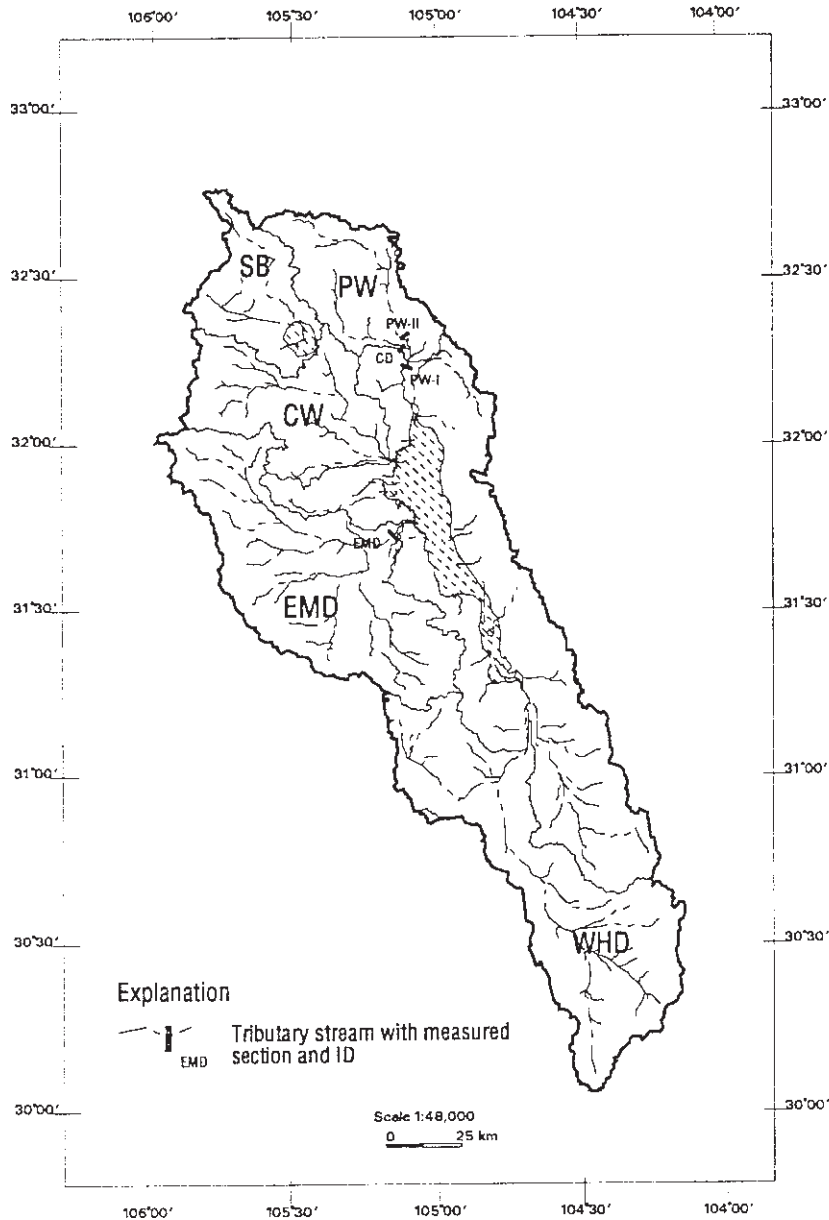 106°00' 105°30' 105°00' 104°30' 104°00'
33°00' 33°00'
32°30' 32°30'
SB
PW
PW-II
CD
PW-I
CW
32°00' 32°00'
EMD
31°30' 31°30'
EMD
31°00' 31°00'
30°30' 30°30'
WHD
Explanation
EMD
Tributary stream with measured
section and ID
30°00' 30°00'
Scale 1:48,000
0 25 km
106°00' 105°30' 105°00' 104°30' 104°00'